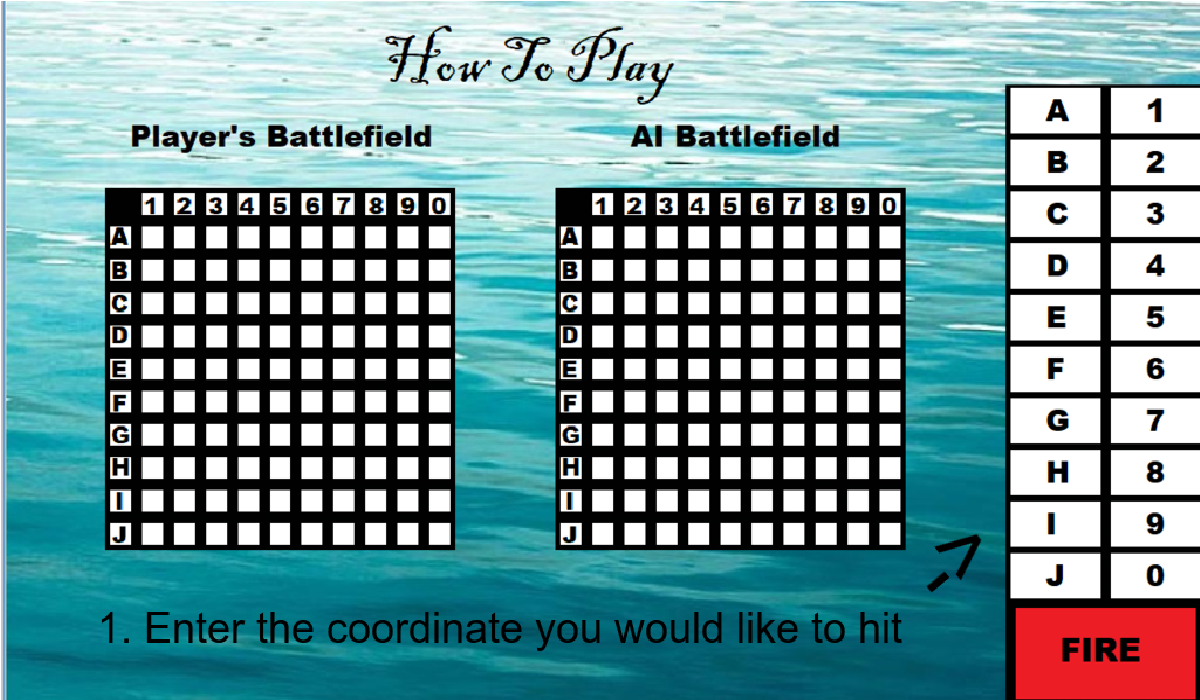 How To Play
Player's Battlefield
AI Battlefield
1 2 3 4 5 6 7 8 9 0
A
B
C
D
E
F
G
H
I
J
1 2 3 4 5 6 7 8 9 0
A
B
C
D
E
F
G
H
I
J
A 1
B 2
C 3
D 4
E 5
F 6
G 7
H 8
I 9
J 0
FIRE
1. Enter the coordinate you would like to hit